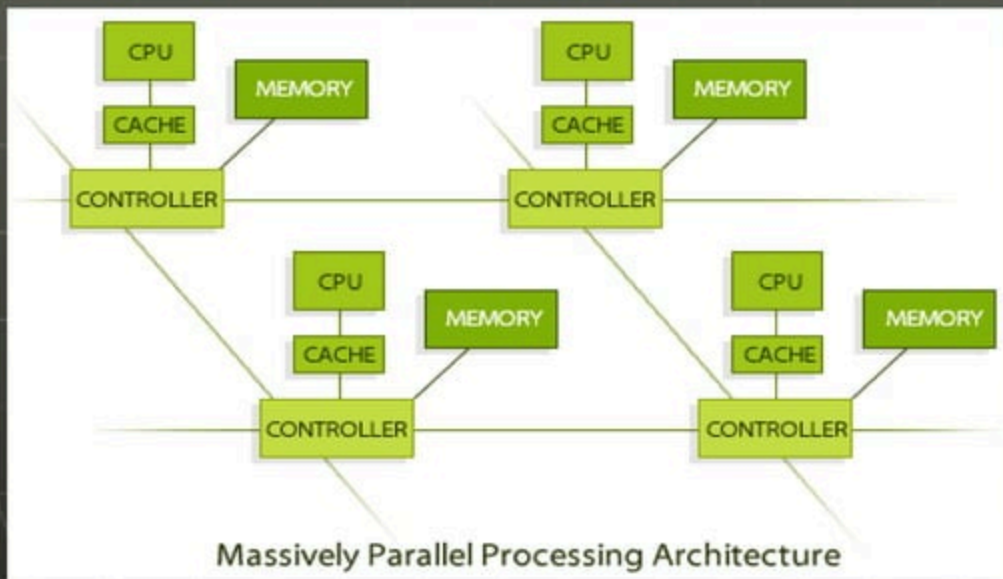 CPU
MEMORY
CACHE
CONTROLLER
CPU
MEMORY
CACHE
CONTROLLER
CPU
MEMORY
CACHE
CONTROLLER
CPU
MEMORY
CACHE
CONTROLLER
Massively Parallel Processing Architecture